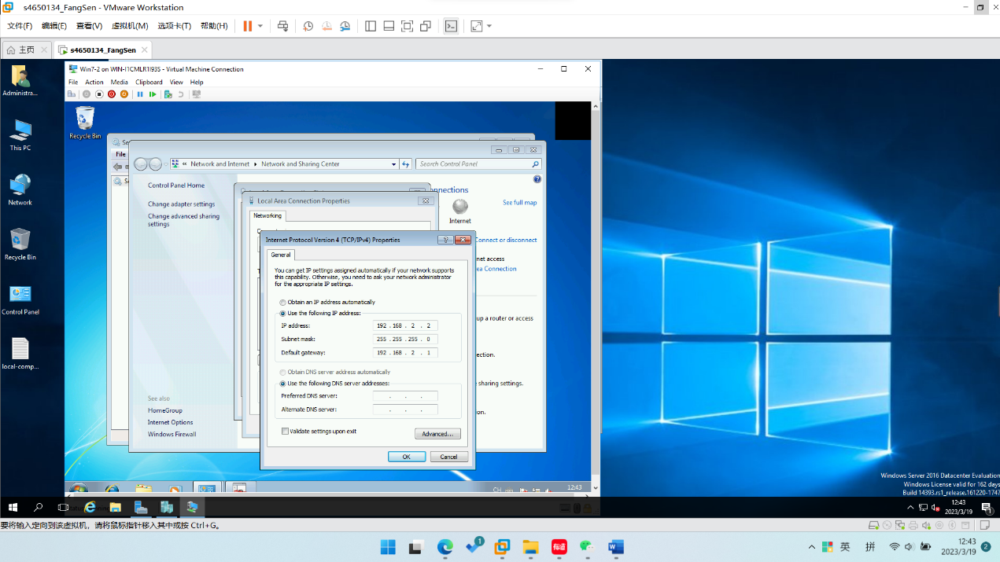 s4650134_FangSen - VMware Workstation
文件(F) 编辑(E) 查看(V) 虚拟机(M) 选项卡(T) 帮助(H)
主页
s4650134_FangSen
Administra...
This PC
Network
Recycle Bin
Control Panel
local-comp...
Win7-2 on WIN-I1CMLR1I935 - Virtual Machine Connection
File Action Media Clipboard View Help
Recycle Bin
File
Network and Internet Network and Sharing Center
Search Control Panel
Control Panel Home
Change adapter settings
Change advanced sharing
settings
onnections
See full map
Internet
Connect or disconnect
net access
ea Connection
up a router or access
ction.
e sharing settings.
on.
See also
HomeGroup
Internet Options
Windows Firewall
Local Area Connection Properties
Networking
Internet Protocol Version 4 (TCP/IPv4) Properties
General
You can get IP settings assigned automatically if your network supports
this capability. Otherwise, you need to ask your network administrator
for the appropriate IP settings.
Obtain an IP address automatically
Use the following IP address:
IP address: 192 . 168 . 2 . 2
Subnet mask: 255 . 255 . 255 . 0
Default gateway: 192 . 168 . 2 . 1
Obtain DNS server address automatically
Use the following DNS server addresses:
Preferred DNS server: . . .
Alternate DNS server: . . .
Validate settings upon exit
Advanced...
OK Cancel
CH
12:43
Windows Server 2016 Datacenter Evaluation
Windows License valid for 162 days
Build 14393.rs1_release.161220-1747
12:43
2023/3/19
1
要将输入定向到该虚拟机，请将鼠标指针移入其中或按 Ctrl+G。
1
有道
W
英 拼
12:43
2023/3/19
2